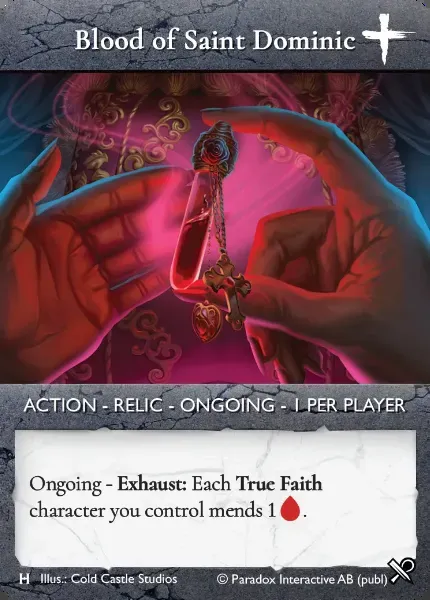 Blood of Saint Dominic
ACTION - RELIC - ONGOING - 1 PER PLAYER
Ongoing - Exhaust: Each True Faith
character you control mends 1.
H Illus.: Cold Castle Studios © Paradox Interactive AB (publ)